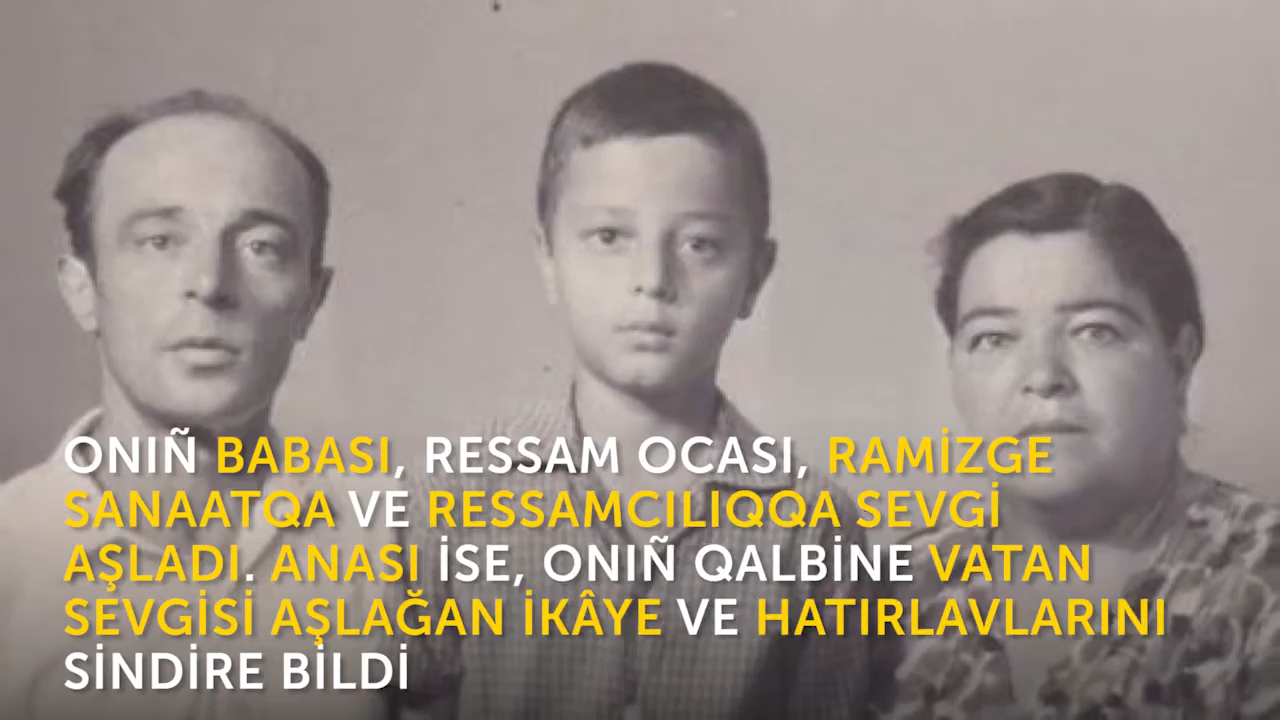 ONIÑ BABASI, RESSAM OCASI, RAMİZGE
SANAATQA VE RESSAMCILIQQA SEVGİ
AŞLADI. ANASI İSE, ONIÑ QALBİNE VATAN
SEVGİSİ AŞLAĞAN İKÂYE VE HATIRLAVLARINI
SİNDİRE BİLDİ